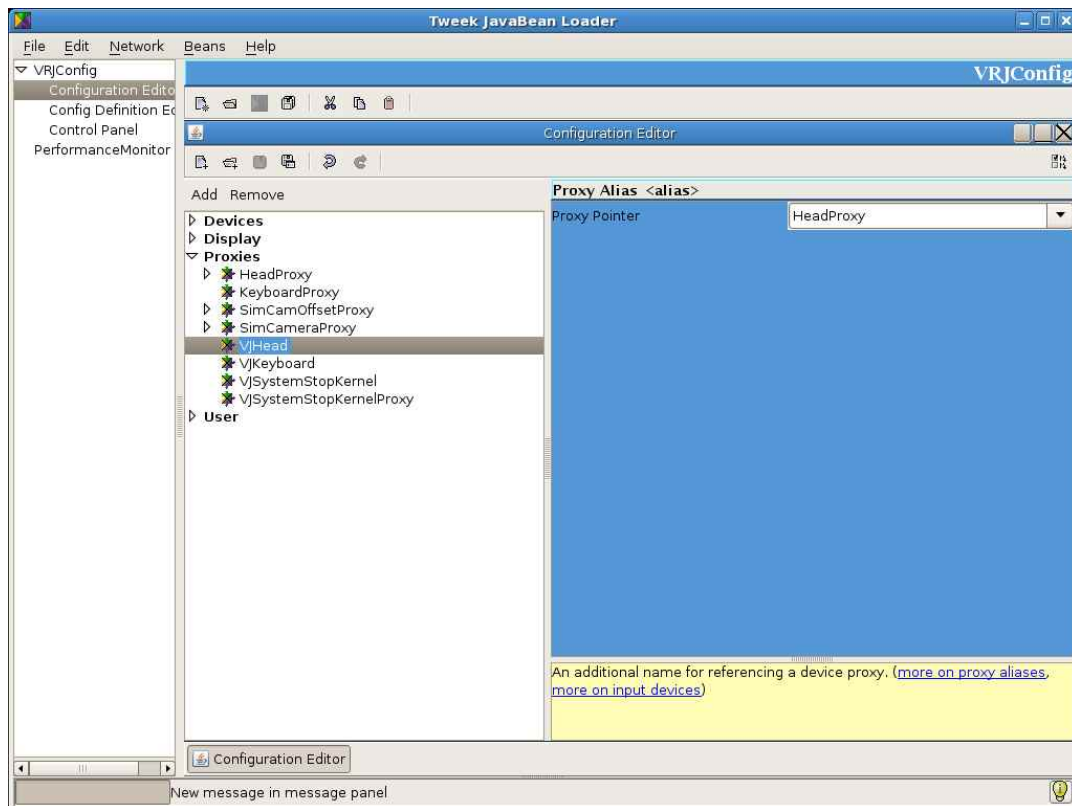 Tweek JavaBean Loader
File Edit Network Beans Help
VRJConfig
Configuration Edito
Config Definition Ec
Control Panel
PerformanceMonitor
VRJConfig
Configuration Editor
Add Remove
Devices
Display
Proxies
HeadProxy
KeyboardProxy
SimCamOffsetProxy
SimCameraProxy
VJHead
VJKeyboard
VJSystemStopKernel
VJSystemStopKernelProxy
User
Proxy Alias <alias>
Proxy Pointer HeadProxy
An additional name for referencing a device proxy. (more on proxy aliases,
more on input devices)
Configuration Editor
New message in message panel